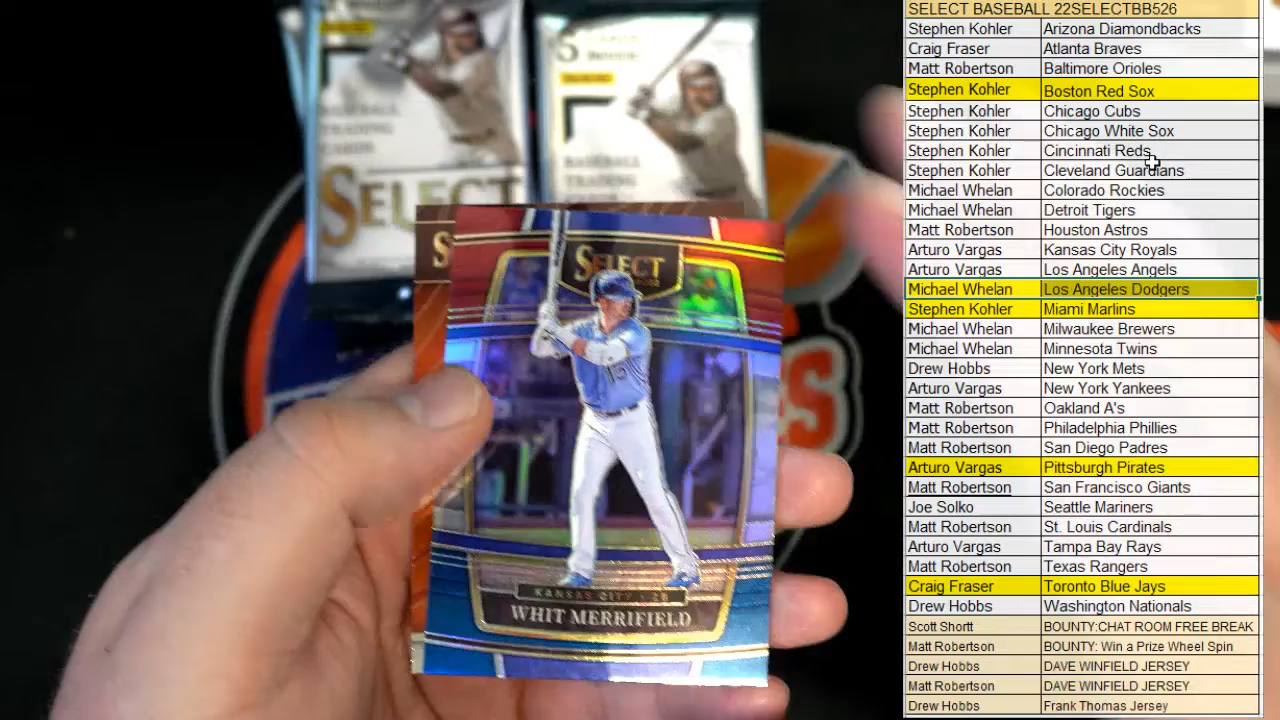 SELECT BASEBALL 22SELECTBB526
Stephen Kohler Arizona Diamondbacks
Craig Fraser Atlanta Braves
Matt Robertson Baltimore Orioles
Stephen Kohler Boston Red Sox
Stephen Kohler Chicago Cubs
Stephen Kohler Chicago White Sox
Stephen Kohler Cincinnati Reds
Stephen Kohler Cleveland Guardians
Michael Whelan Colorado Rockies
Michael Whelan Detroit Tigers
Matt Robertson Houston Astros
Arturo Vargas Kansas City Royals
Arturo Vargas Los Angeles Angels
Michael Whelan Los Angeles Dodgers
Stephen Kohler Miami Marlins
Michael Whelan Milwaukee Brewers
Michael Whelan Minnesota Twins
Drew Hobbs New York Mets
Arturo Vargas New York Yankees
Matt Robertson Oakland A's
Matt Robertson Philadelphia Phillies
Matt Robertson San Diego Padres
Arturo Vargas Pittsburgh Pirates
Matt Robertson San Francisco Giants
Joe Solko Seattle Mariners
Matt Robertson St. Louis Cardinals
Arturo Vargas Tampa Bay Rays
Matt Robertson Texas Rangers
Craig Fraser Toronto Blue Jays
Drew Hobbs Washington Nationals
Scott Shortt BOUNTY:CHAT ROOM FREE BREAK
Matt Robertson BOUNTY: Win a Prize Wheel Spin
Drew Hobbs DAVE WINFIELD JERSEY
Matt Robertson DAVE WINFIELD JERSEY
Drew Hobbs Frank Thomas Jersey
BASEBALL
TRADING
CARDS
SELECT
BASEBALL
TRADING
S
SELECT
15
KANSAS CITY · 2B
WHIT MERRIFIELD